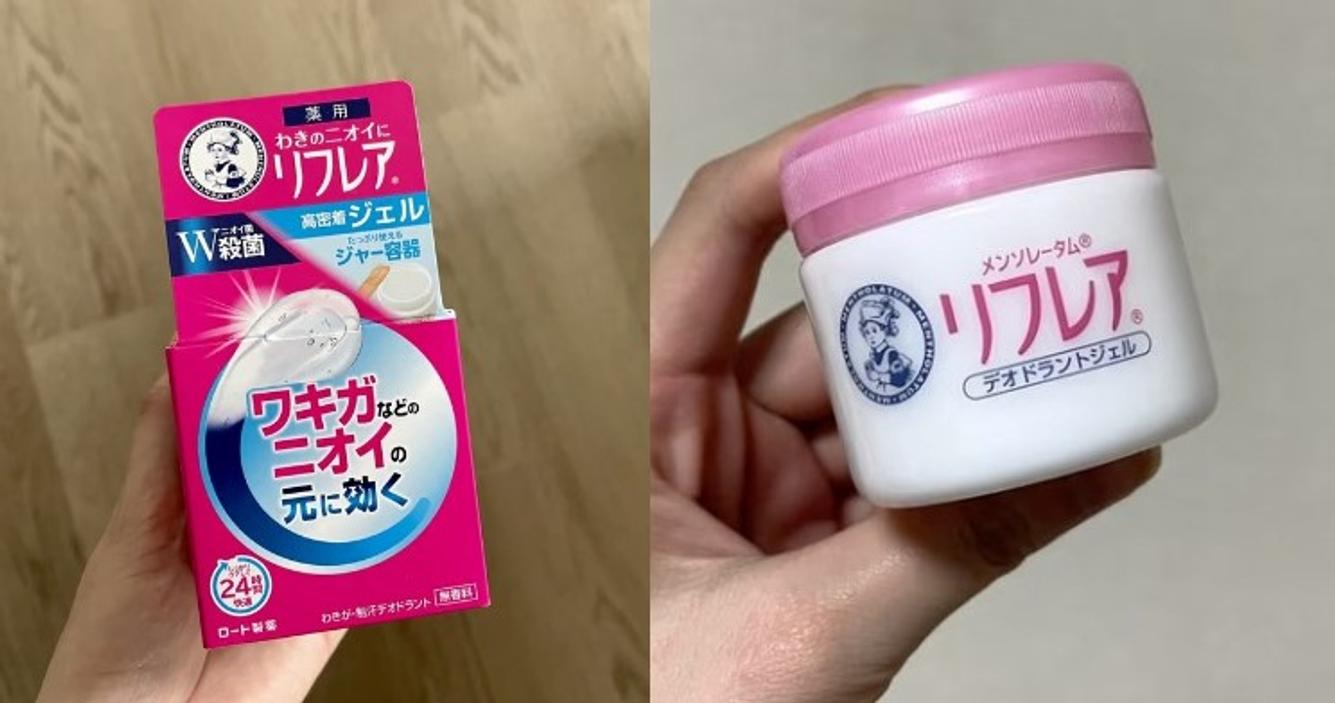 薬用
わきのニオイに
リフレア®
MENTHOLATUM
MENTHOLATUM
高密着ジェル
たっぷり使える
ジャー容器
Wニオイ菌殺菌
ワキガなどの
ニオイの
元に効く
24時間
快適
ロート製薬
わきが・制汗デオドラント 無香料
メンソレータム®
リフレア®
デオドラントジェル
MENTHOLATUM
MENTHOLATUM